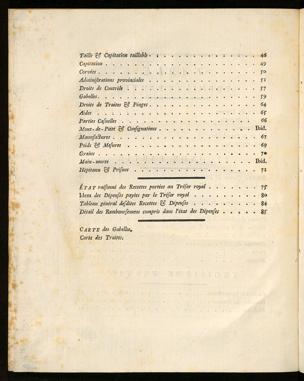 Taille & Capitation taillable . . . . . . . . . . 46
Capitation . . . . . . . . . . 49
Corvées . . . . . . . . . . 50
Administrations provinciales . . . . . . . . . . 51
Droits de Contrôle . . . . . . . . . . 57
Gabelles . . . . . . . . . . 59
Droits de Traites & Péages . . . . . . . . . . 64
Aides . . . . . . . . . . 65
Parties Casuelles . . . . . . . . . . 66
Mont-de-Piété & Consignations . . . . . . . . . . Ibid.
Manufactures . . . . . . . . . . 67
Poids & Mesures . . . . . . . . . . 69
Grains . . . . . . . . . . 70
Main-morte . . . . . . . . . . Ibid.
Hôpitaux & Prisons . . . . . . . . . . 72
ÉTAT raisonné des Recettes portées au Trésor royal . . . . 75
Idem des Dépenses payées par le Trésor royal . . . . 80
Tableau général desdites Recettes & Dépenses . . . . 84
Détail des Remboursemens compris dans l'état des Dépenses . . . . 85
CARTE des Gabelles.
Carte des Traites.